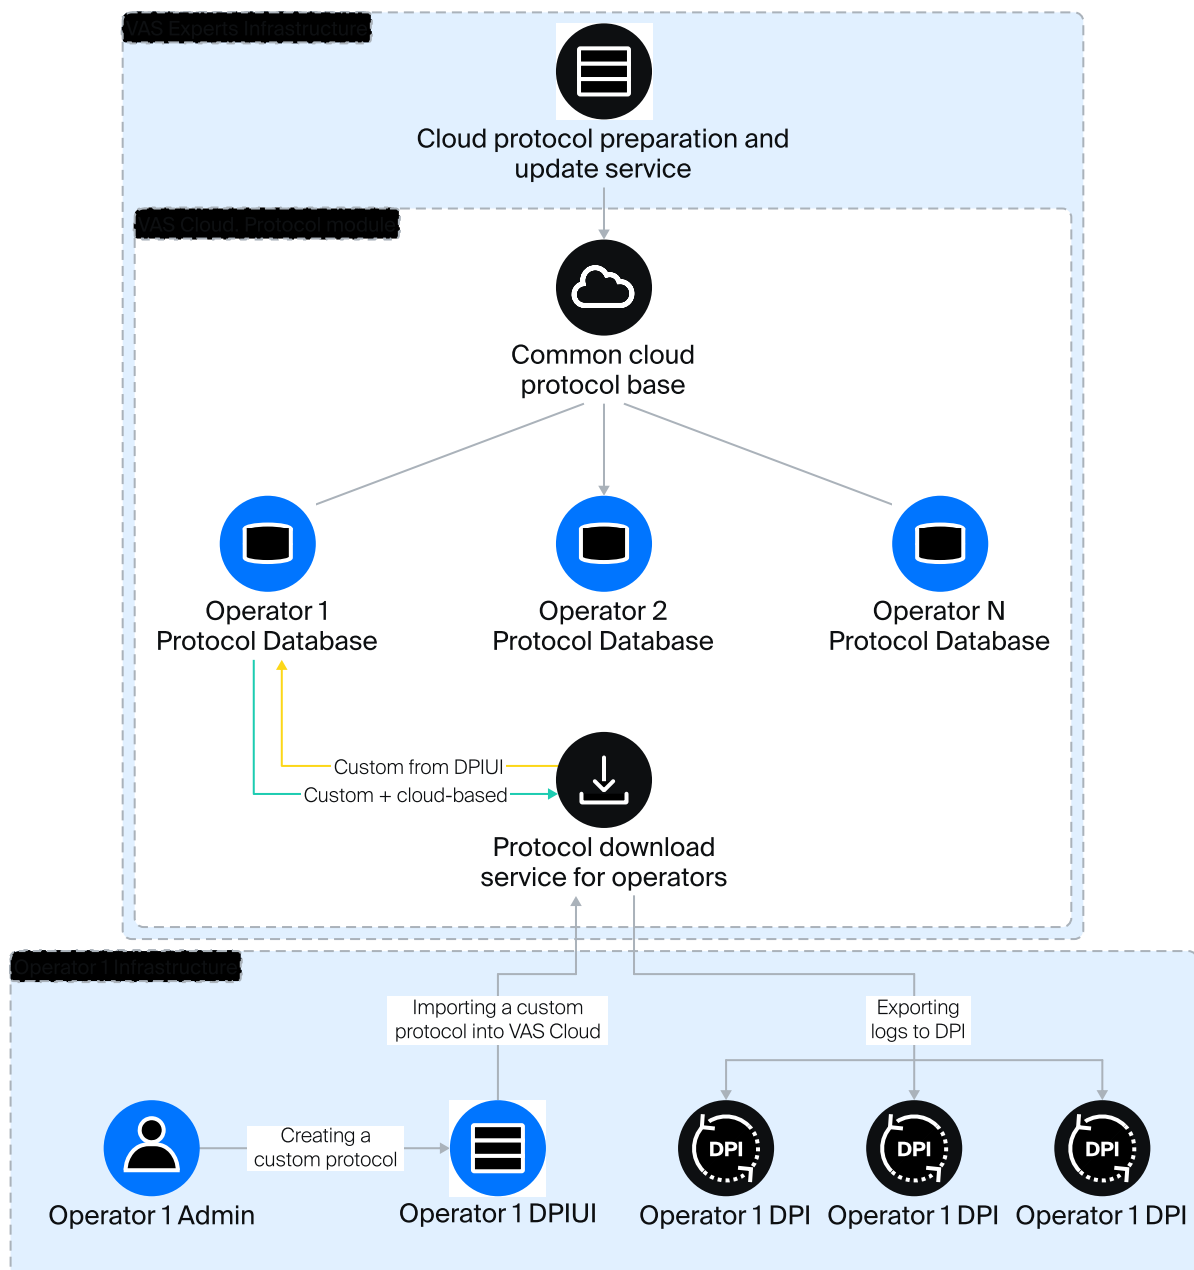 VAS Experts Infrastructure
Cloud protocol preparation and
update service
VAS Cloud. Protocol module
Common cloud
protocol base
Operator 1
Protocol Database
Operator 2
Protocol Database
Operator N
Protocol Database
Custom from DPIUI
Custom + cloud-based
Protocol download
service for operators
Operator 1 Infrastructure
Importing a custom
protocol into VAS Cloud
Exporting
logs to DPI
Creating a
custom protocol
DPI
DPI
DPI
Operator 1 Admin
Operator 1 DPIUI
Operator 1 DPI
Operator 1 DPI
Operator 1 DPI